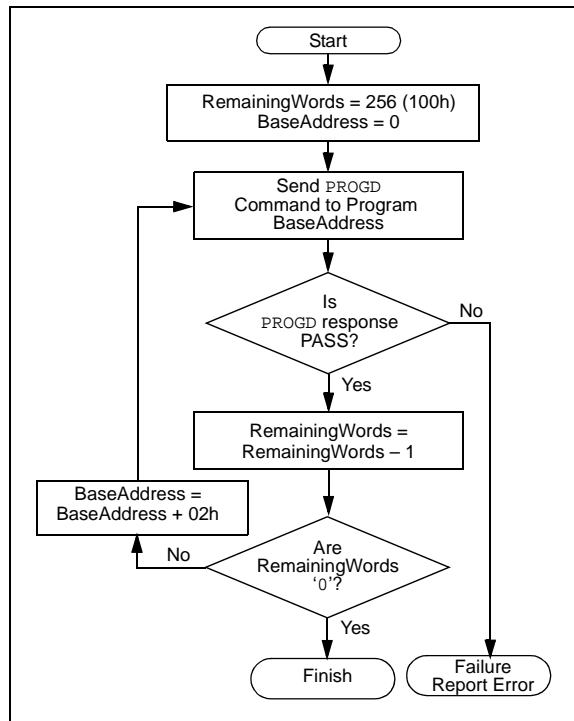 Start
RemainingWords = 256 (100h)
BaseAddress = 0
Send PROGD
Command to Program
BaseAddress
Is
PROGD response
PASS?
No
Yes
RemainingWords =
RemainingWords – 1
BaseAddress =
BaseAddress + 02h
No
Are
RemainingWords
‘0’?
Yes
Finish
Failure
Report Error